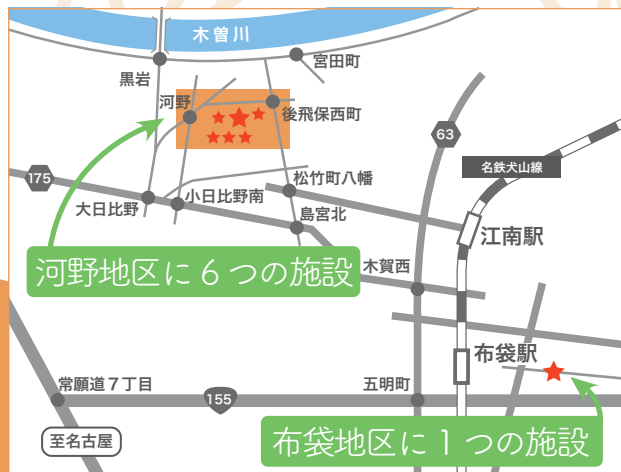 木曽川
宮田町
黒岩
河野
後飛保西町
63
名鉄犬山線
175
松竹町八幡
大日比野
小日比野南
島宮北
江南駅
河野地区に6つの施設
木賀西
布袋駅
常願道7丁目
五明町
155
至名古屋
布袋地区に1つの施設